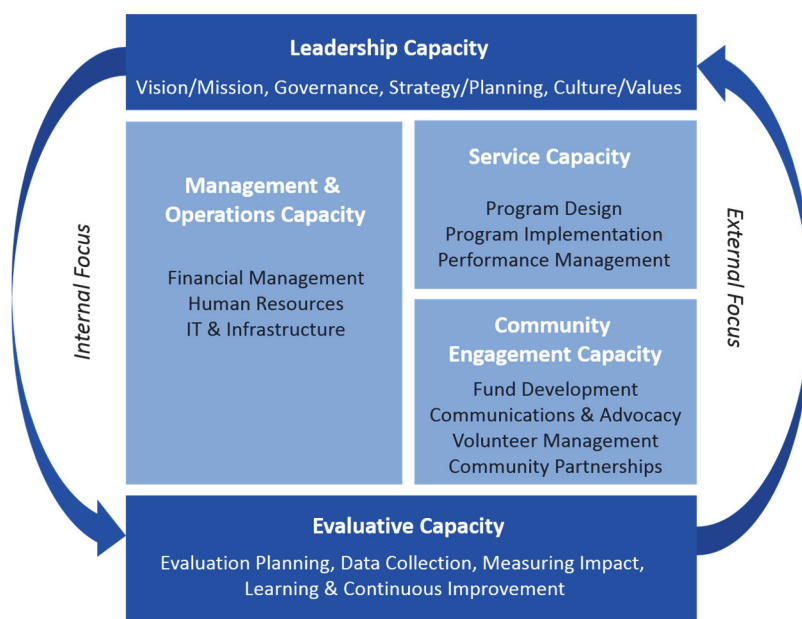 Leadership Capacity
Vision/Mission, Governance, Strategy/Planning, Culture/Values
Internal Focus
Management &
Operations Capacity
Financial Management
Human Resources
IT & Infrastructure
Service Capacity
Program Design
Program Implementation
Performance Management
Community
Engagement Capacity
Fund Development
Communications & Advocacy
Volunteer Management
Community Partnerships
External Focus
Evaluative Capacity
Evaluation Planning, Data Collection, Measuring Impact,
Learning & Continuous Improvement